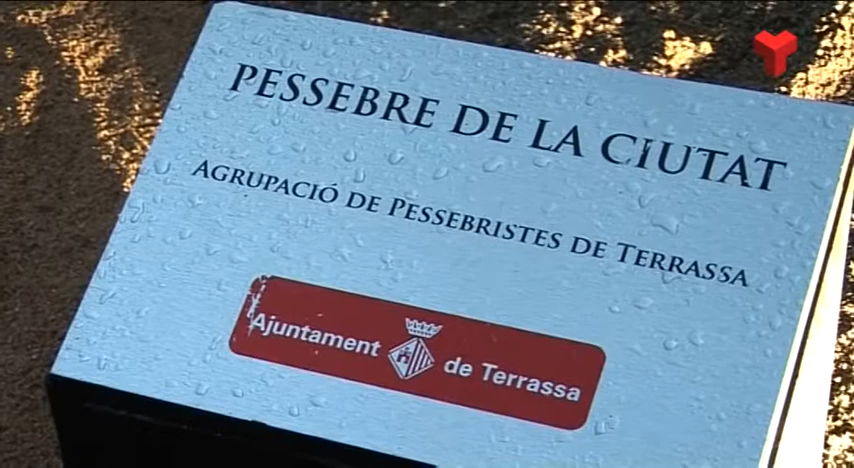 PESSEBRE DE LA CIUTAT
AGRUPACIÓ DE PESSEBRISTES DE TERRASSA
Ajuntament de Terrassa